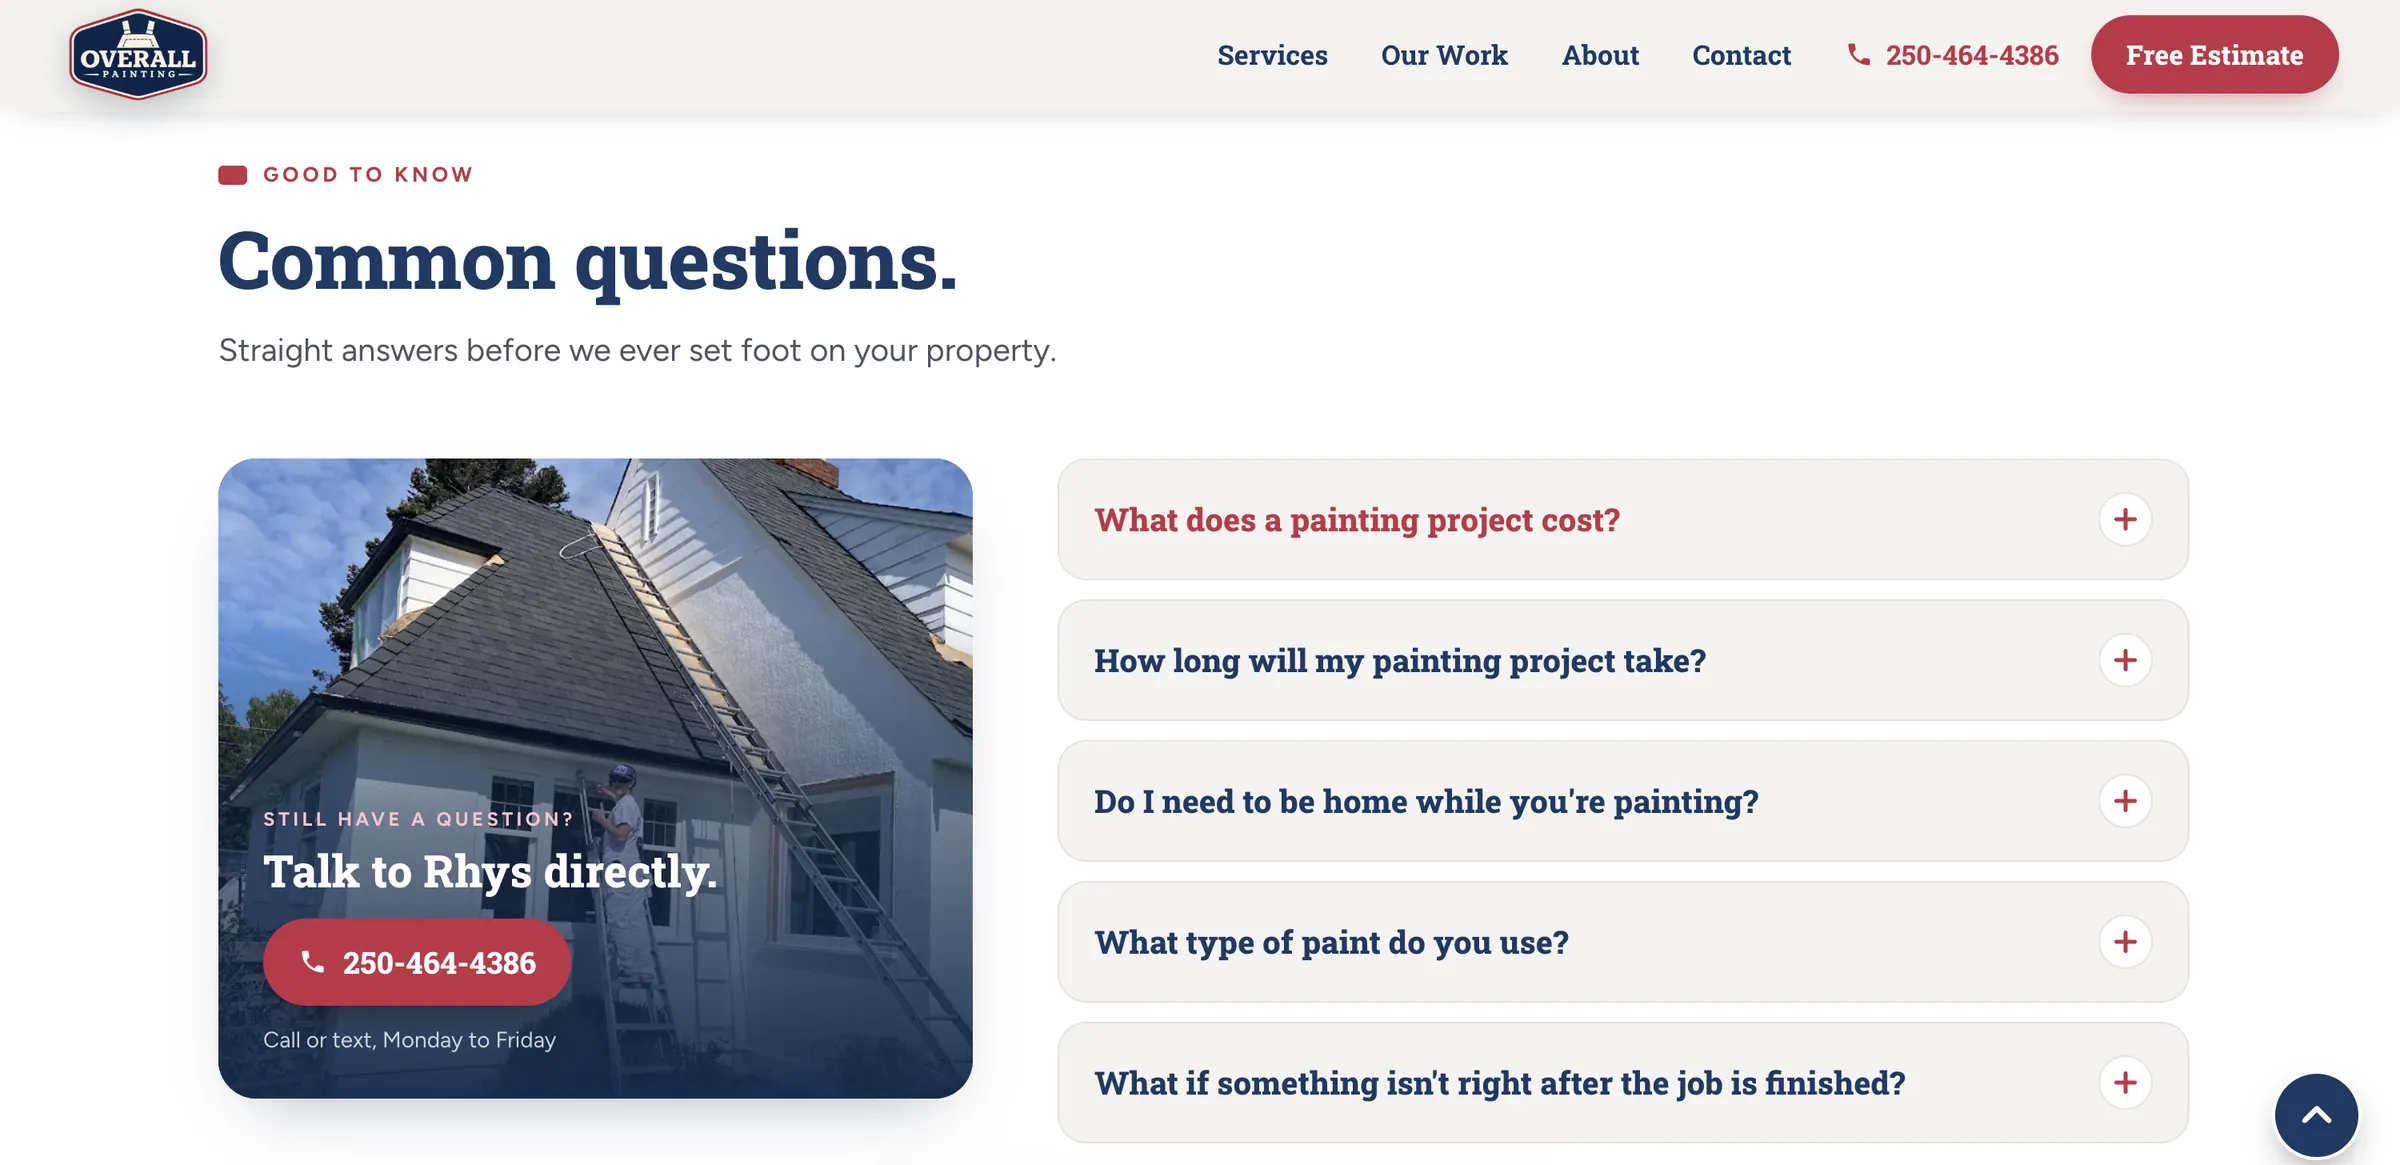 OVERALL
PAINTING
Services
Our Work
About
Contact
250-464-4386
Free Estimate
GOOD TO KNOW
Common questions.
Straight answers before we ever set foot on your property.
STILL HAVE A QUESTION?
Talk to Rhys directly.
250-464-4386
Call or text, Monday to Friday
What does a painting project cost?
How long will my painting project take?
Do I need to be home while you're painting?
What type of paint do you use?
What if something isn't right after the job is finished?